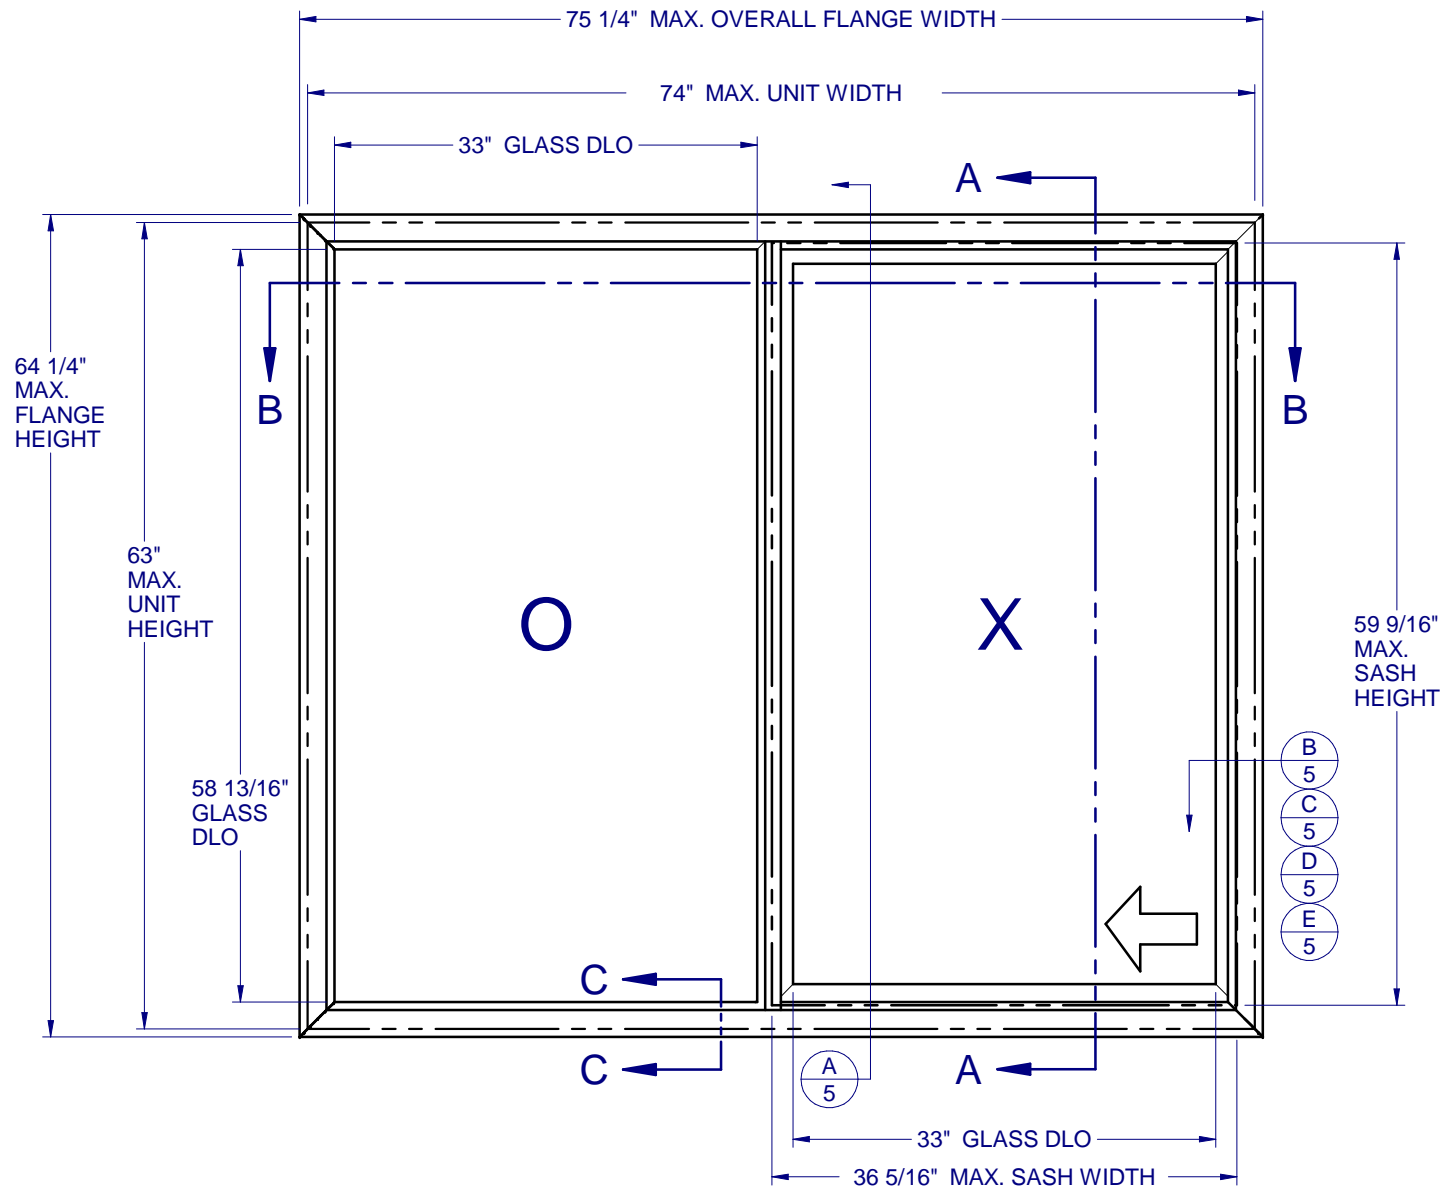 75 1/4" MAX. OVERALL FLANGE WIDTH
74" MAX. UNIT WIDTH
33" GLASS DLO
A
B
B
64 1/4"
MAX.
FLANGE
HEIGHT
63"
MAX.
UNIT
HEIGHT
O
X
59 9/16"
MAX.
SASH
HEIGHT
58 13/16"
GLASS
DLO
B
5
C
5
D
5
E
5
C
C
A
5
A
33" GLASS DLO
36 5/16" MAX. SASH WIDTH